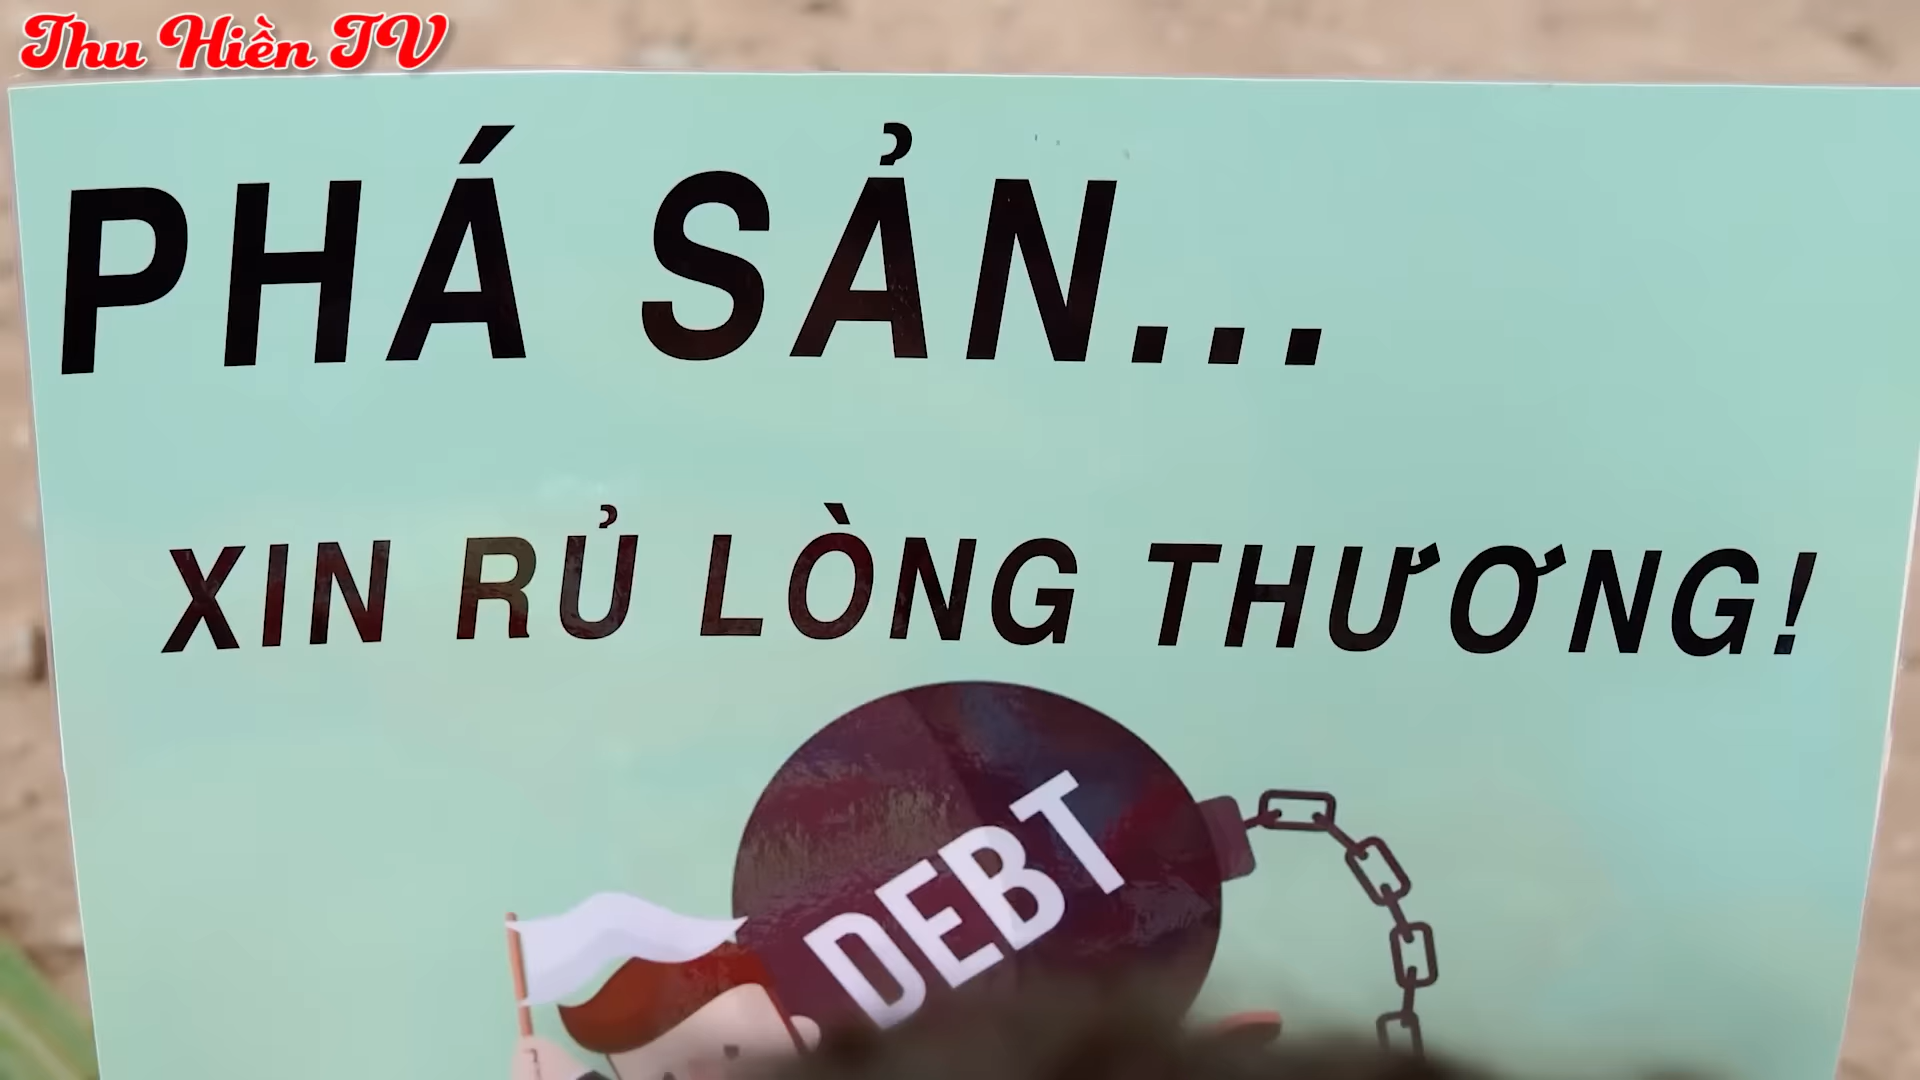 Thu Hiền TV
PHÁ SẢN...
XIN RỦ LÒNG THƯƠNG!
DEBT